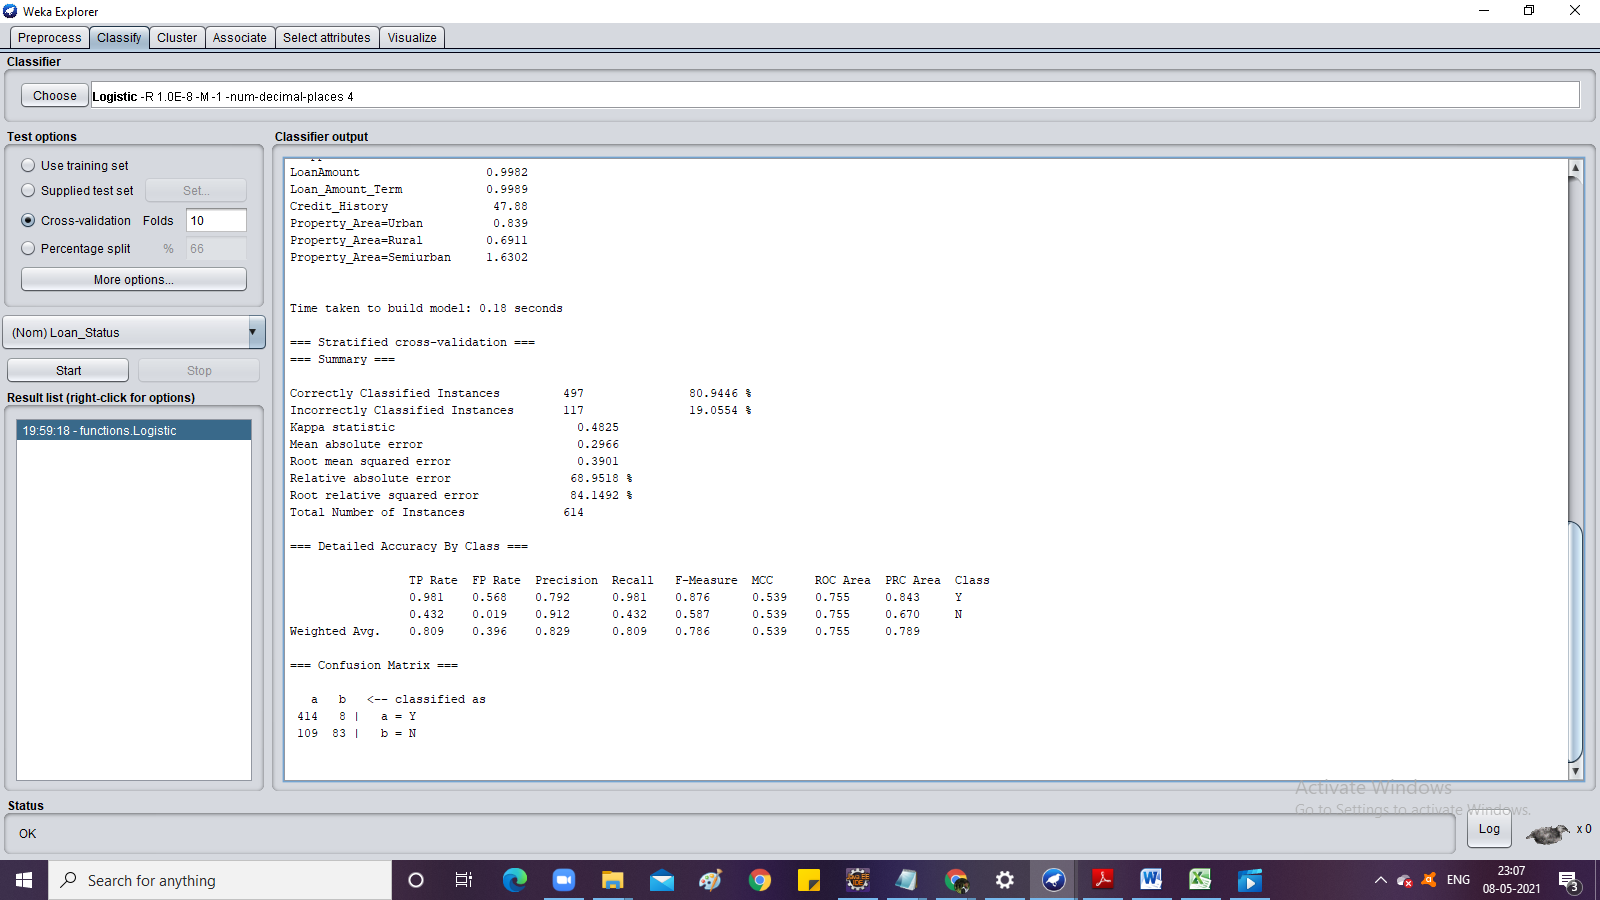 Weka Explorer
Preprocess Classify Cluster Associate Select attributes Visualize
Classifier
Choose Logistic -R 1.0E-8 -M -1 -num-decimal-places 4
Test options
Use training set
Supplied test set Set...
Cross-validation Folds 10
Percentage split % 66
More options...
(Nom) Loan_Status
Start Stop
Result list (right-click for options)
19:59:18 - functions.Logistic
Classifier output
LoanAmount 0.9982
Loan_Amount_Term 0.9989
Credit_History 47.88
Property_Area=Urban 0.839
Property_Area=Rural 0.6911
Property_Area=Semiurban 1.6302
Time taken to build model: 0.18 seconds
=== Stratified cross-validation ===
=== Summary ===
Correctly Classified Instances 497 80.9446 %
Incorrectly Classified Instances 117 19.0554 %
Kappa statistic 0.4825
Mean absolute error 0.2966
Root mean squared error 0.3901
Relative absolute error 68.9518 %
Root relative squared error 84.1492 %
Total Number of Instances 614
=== Detailed Accuracy By Class ===
TP Rate FP Rate Precision Recall F-Measure MCC ROC Area PRC Area Class
0.981 0.568 0.792 0.981 0.876 0.539 0.755 0.843 Y
0.432 0.019 0.912 0.432 0.587 0.539 0.755 0.670 N
Weighted Avg. 0.809 0.396 0.829 0.809 0.786 0.539 0.755 0.789
=== Confusion Matrix ===
a b <-- classified as
414 8 | a = Y
109 83 | b = N
Activate Windows
Go to Settings to activate Windows.
Status
OK
Log x 0
Search for anything
ENG
23:07
08-05-2021
3